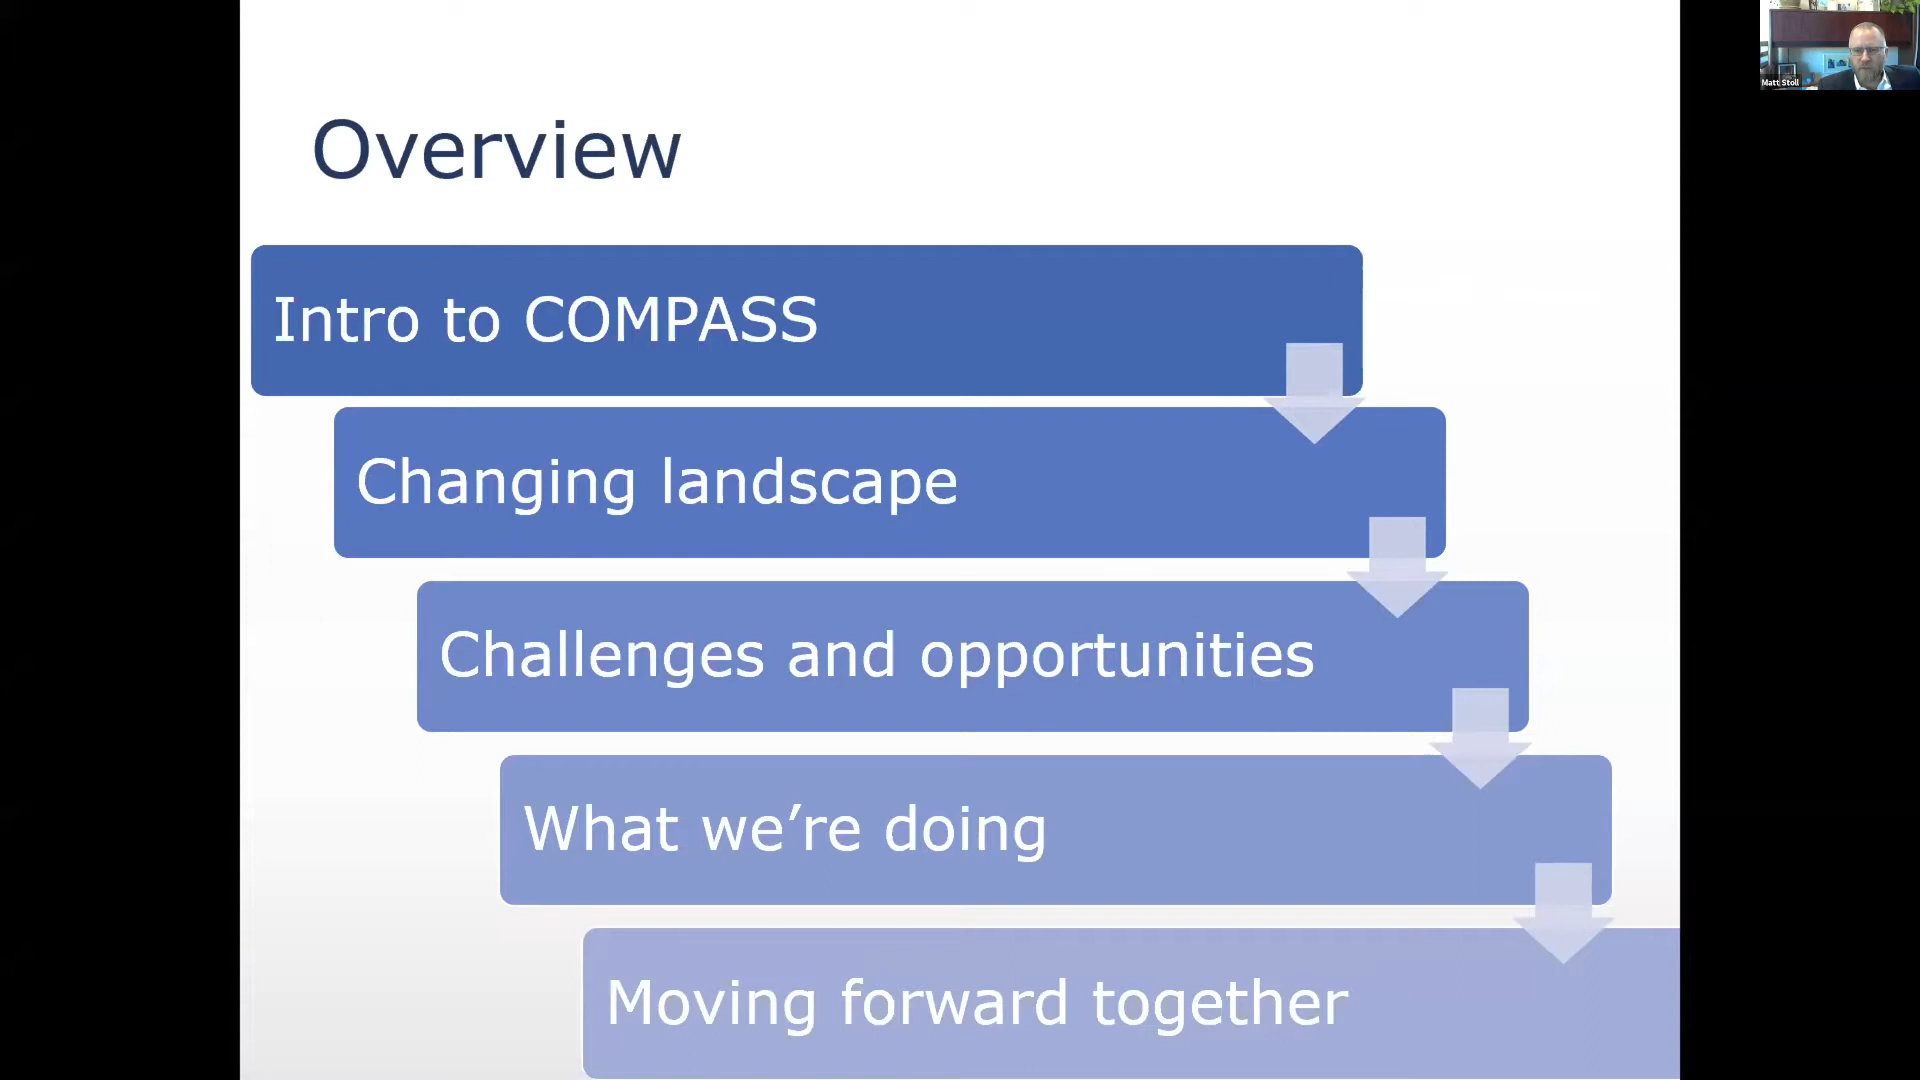 Overview
Intro to COMPASS
Changing landscape
Challenges and opportunities
What we’re doing
Moving forward together
Matt Stoll